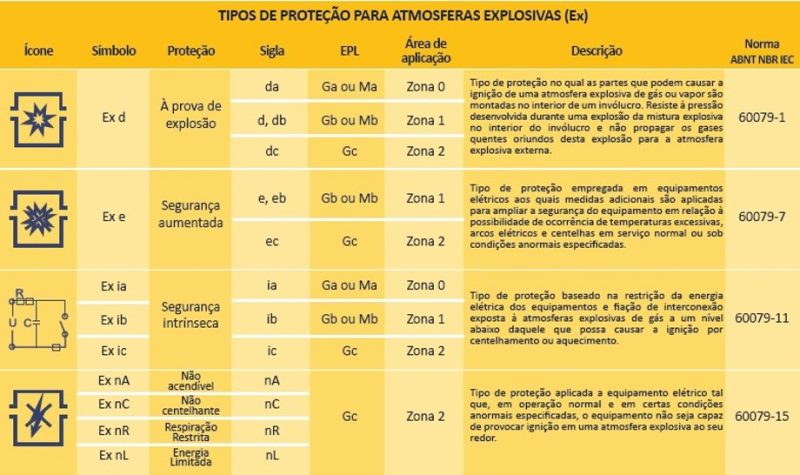 TIPOS DE PROTEÇÃO PARA ATMOSFERAS EXPLOSIVAS (Ex)
Ícone Símbolo Proteção Sigla EPL Área de aplicação Descrição Norma ABNT NBR IEC
Ex d
À prova de
explosão
da Ga ou Ma Zona 0
d, db Gb ou Mb Zona 1
dc Gc Zona 2
Tipo de proteção no qual as partes que podem causar a
ignição de uma atmosfera explosiva de gás ou vapor são
montadas no interior de um invólucro. Resiste à pressão
desenvolvida durante uma explosão da mistura explosiva
no interior do invólucro e não propagar os gases
quentes oriundos desta explosão para a atmosfera
explosiva externa.
60079-1
Ex e
Segurança
aumentada
e, eb Gb ou Mb Zona 1
ec Gc Zona 2
Tipo de proteção empregada em equipamentos
elétricos aos quais medidas adicionais são aplicadas
para ampliar a segurança do equipamento em relação à
possibilidade de ocorrência de temperaturas excessivas,
arcos elétricos e centelhas em serviço normal ou sob
condições anormais especificadas.
60079-7
R
U C
Ex ia
Ex ib
Ex ic
Segurança
intrínseca
ia Ga ou Ma Zona 0
ib Gb ou Mb Zona 1
ic Gc Zona 2
Tipo de proteção baseado na restrição da energia
elétrica dos equipamentos e fiação de interconexão
exposta à atmosferas explosivas de gás a um nível
abaixo daquele que possa causar a ignição por
centelhamento ou aquecimento.
60079-11
Ex nA Não acendível nA
Ex nC Não centelhante nC
Ex nR Respiração Restrita nR
Ex nL Energia Limitada nL
Gc Zona 2
Tipo de proteção aplicada a equipamento elétrico tal
que, em operação normal e em certas condições
anormais especificadas, o equipamento não seja capaz
de provocar ignição em uma atmosfera explosiva ao seu
redor.
60079-15